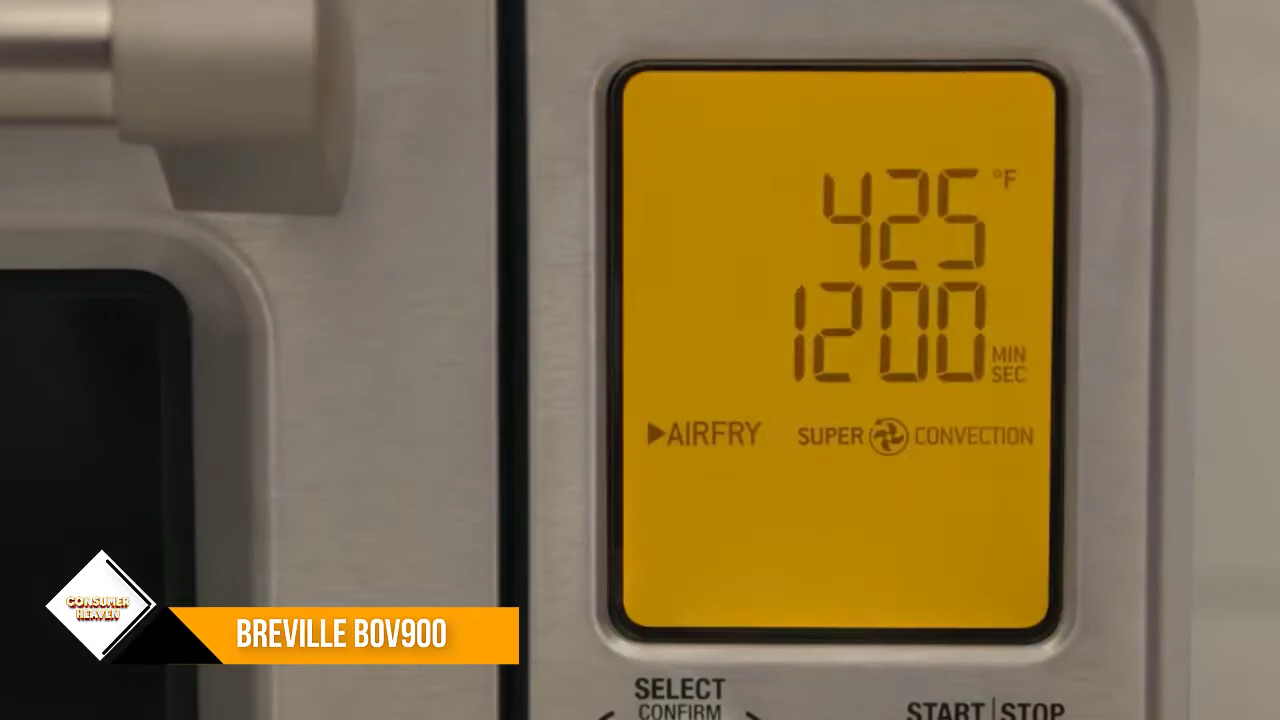 425 °F
1200 MIN
SEC
▶AIRFRY SUPER CONVECTION
SELECT
CONFIRM
START|STOP
CONSUMER
HEAVEN
BREVILLE BOV900